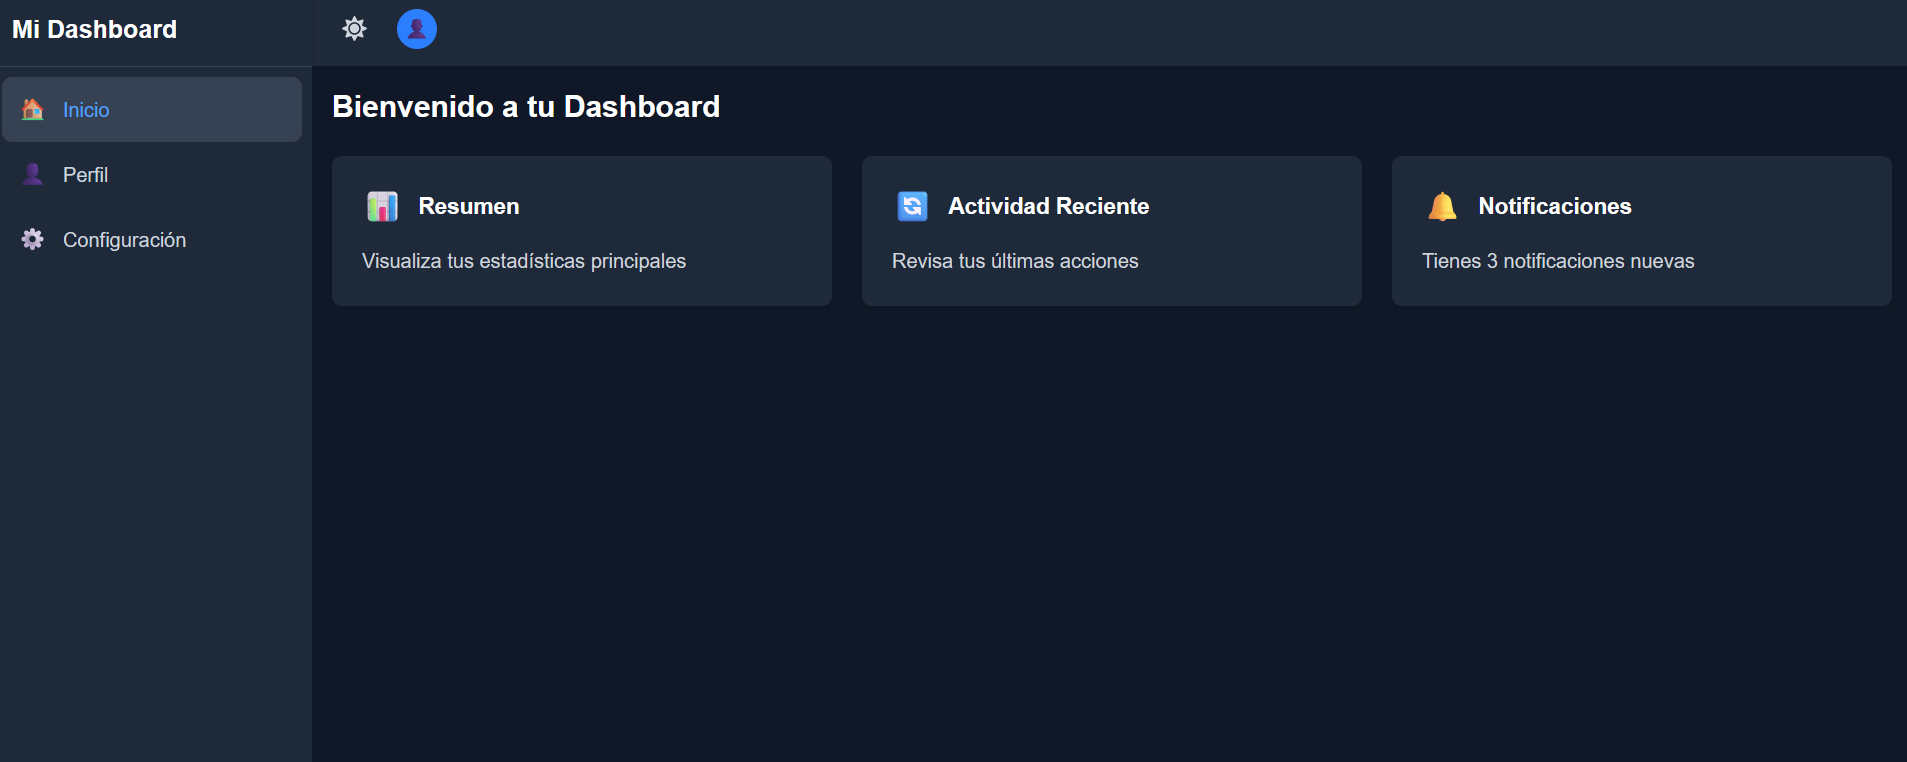 Mi Dashboard
Inicio
Perfil
Configuración
Bienvenido a tu Dashboard
Resumen
Visualiza tus estadísticas principales
Actividad Reciente
Revisa tus últimas acciones
Notificaciones
Tienes 3 notificaciones nuevas